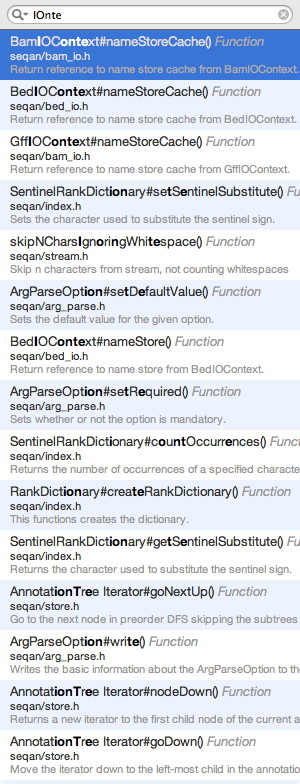 IOnte
BamIOContext#nameStoreCache() Function
seqan/bam_io.h
Return reference to name store cache from BamIOContext.
BedIOContext#nameStoreCache() Function
seqan/bed_io.h
Return reference to name store cache from BedIOContext.
GffIOContext#nameStoreCache() Function
seqan/bam_io.h
Return reference to name store cache from GffIOContext.
SentinelRankDictionary#setSentinelSubstitute() Function
seqan/index.h
Sets the character used to substitute the sentinel sign.
skipNCharsIgnoringWhitespace() Function
seqan/stream.h
Skip n characters from stream, not counting whitespaces
ArgParseOption#setDefaultValue() Function
seqan/arg_parse.h
Sets the default value for the given option.
BedIOContext#nameStore() Function
seqan/bed_io.h
Return reference to name store from BedIOContext.
ArgParseOption#setRequired() Function
seqan/arg_parse.h
Sets whether or not the option is mandatory.
SentinelRankDictionary#countOccurrences() Function
seqan/index.h
Returns the number of occurrences of a specified characte
RankDictionary#createRankDictionary() Function
seqan/index.h
This functions creates the dictionary.
SentinelRankDictionary#getSentinelSubstitute() Function
seqan/index.h
Returns the character used to substitute the sentinel sign.
AnnotationTree Iterator#goNextUp() Function
seqan/store.h
Go to the next node in preorder DFS skipping the subtrees
ArgParseOption#write() Function
seqan/arg_parse.h
Writes the basic information about the ArgParseOption to the
AnnotationTree Iterator#nodeDown() Function
seqan/store.h
Returns a new iterator to the first child node of the current a
AnnotationTree Iterator#goDown() Function
seqan/store.h
Move the iterator down to the left-most child in the annotatio